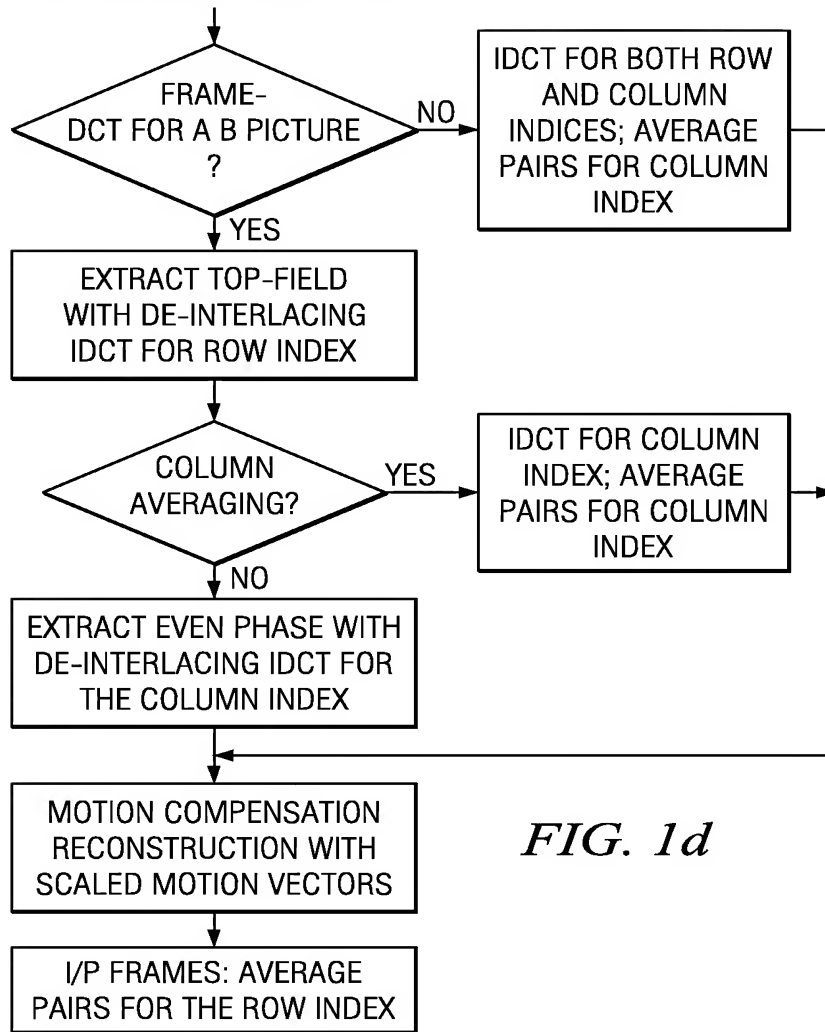 FRAME-
DCT FOR A B PICTURE
?
NO
IDCT FOR BOTH ROW
AND COLUMN
INDICES; AVERAGE
PAIRS FOR COLUMN
INDEX
YES
EXTRACT TOP-FIELD
WITH DE-INTERLACING
IDCT FOR ROW INDEX
COLUMN
AVERAGING?
YES
IDCT FOR COLUMN
INDEX; AVERAGE
PAIRS FOR COLUMN
INDEX
NO
EXTRACT EVEN PHASE WITH
DE-INTERLACING IDCT FOR
THE COLUMN INDEX
MOTION COMPENSATION
RECONSTRUCTION WITH
SCALED MOTION VECTORS
FIG. 1d
I/P FRAMES: AVERAGE
PAIRS FOR THE ROW INDEX